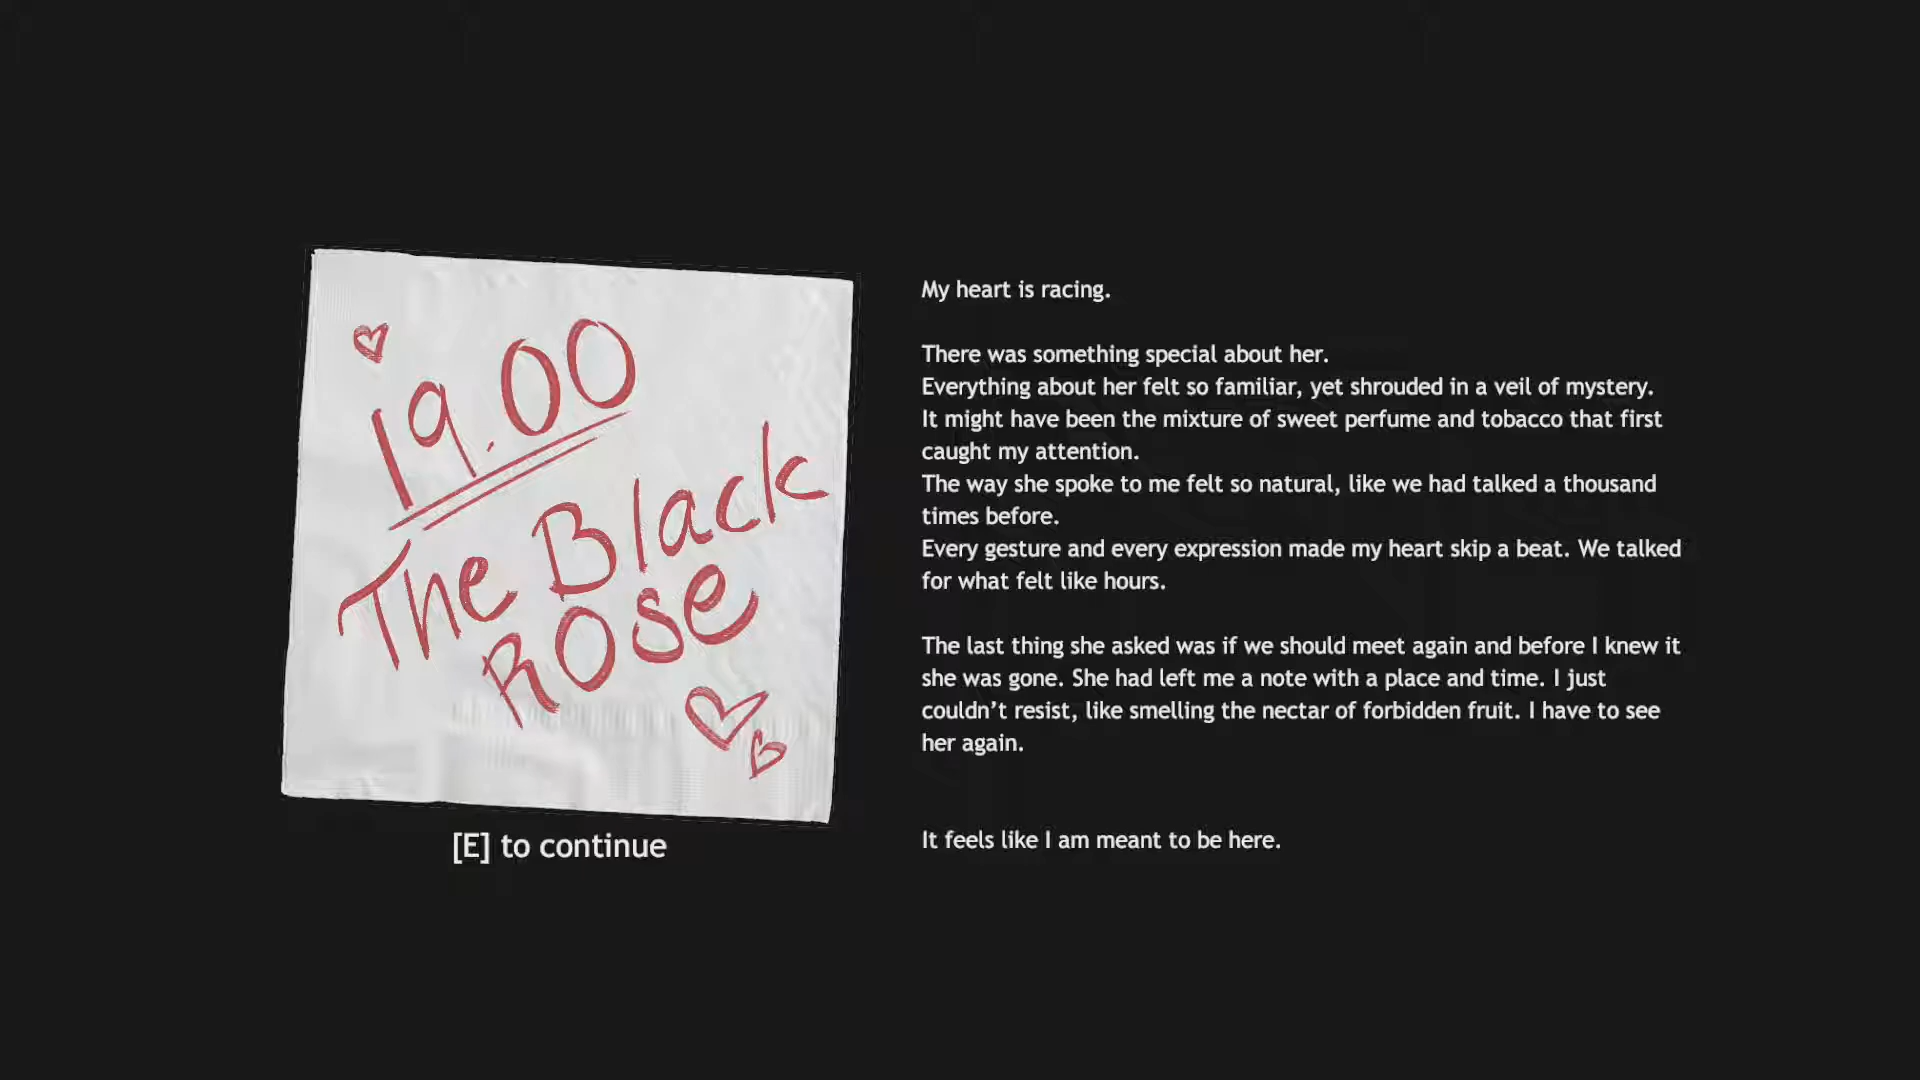 19.00
The Black
Rose
[E] to continue
My heart is racing.
There was something special about her.
Everything about her felt so familiar, yet shrouded in a veil of mystery.
It might have been the mixture of sweet perfume and tobacco that first
caught my attention.
The way she spoke to me felt so natural, like we had talked a thousand
times before.
Every gesture and every expression made my heart skip a beat. We talked
for what felt like hours.
The last thing she asked was if we should meet again and before I knew it
she was gone. She had left me a note with a place and time. I just
couldn’t resist, like smelling the nectar of forbidden fruit. I have to see
her again.
It feels like I am meant to be here.